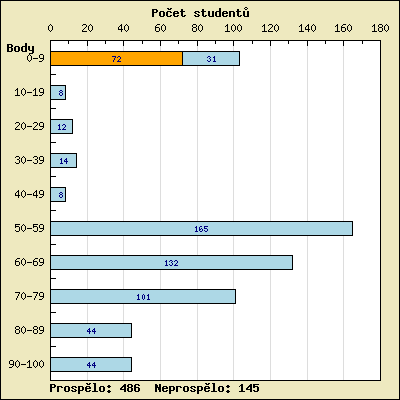 Počet studentů
0 20 40 60 80 100 120 140 160 180
Body
0-9 72 31
10-19 8
20-29 12
30-39 14
40-49 8
50-59 165
60-69 132
70-79 101
80-89 44
90-100 44
Prospělo: 486 Neprospělo: 145